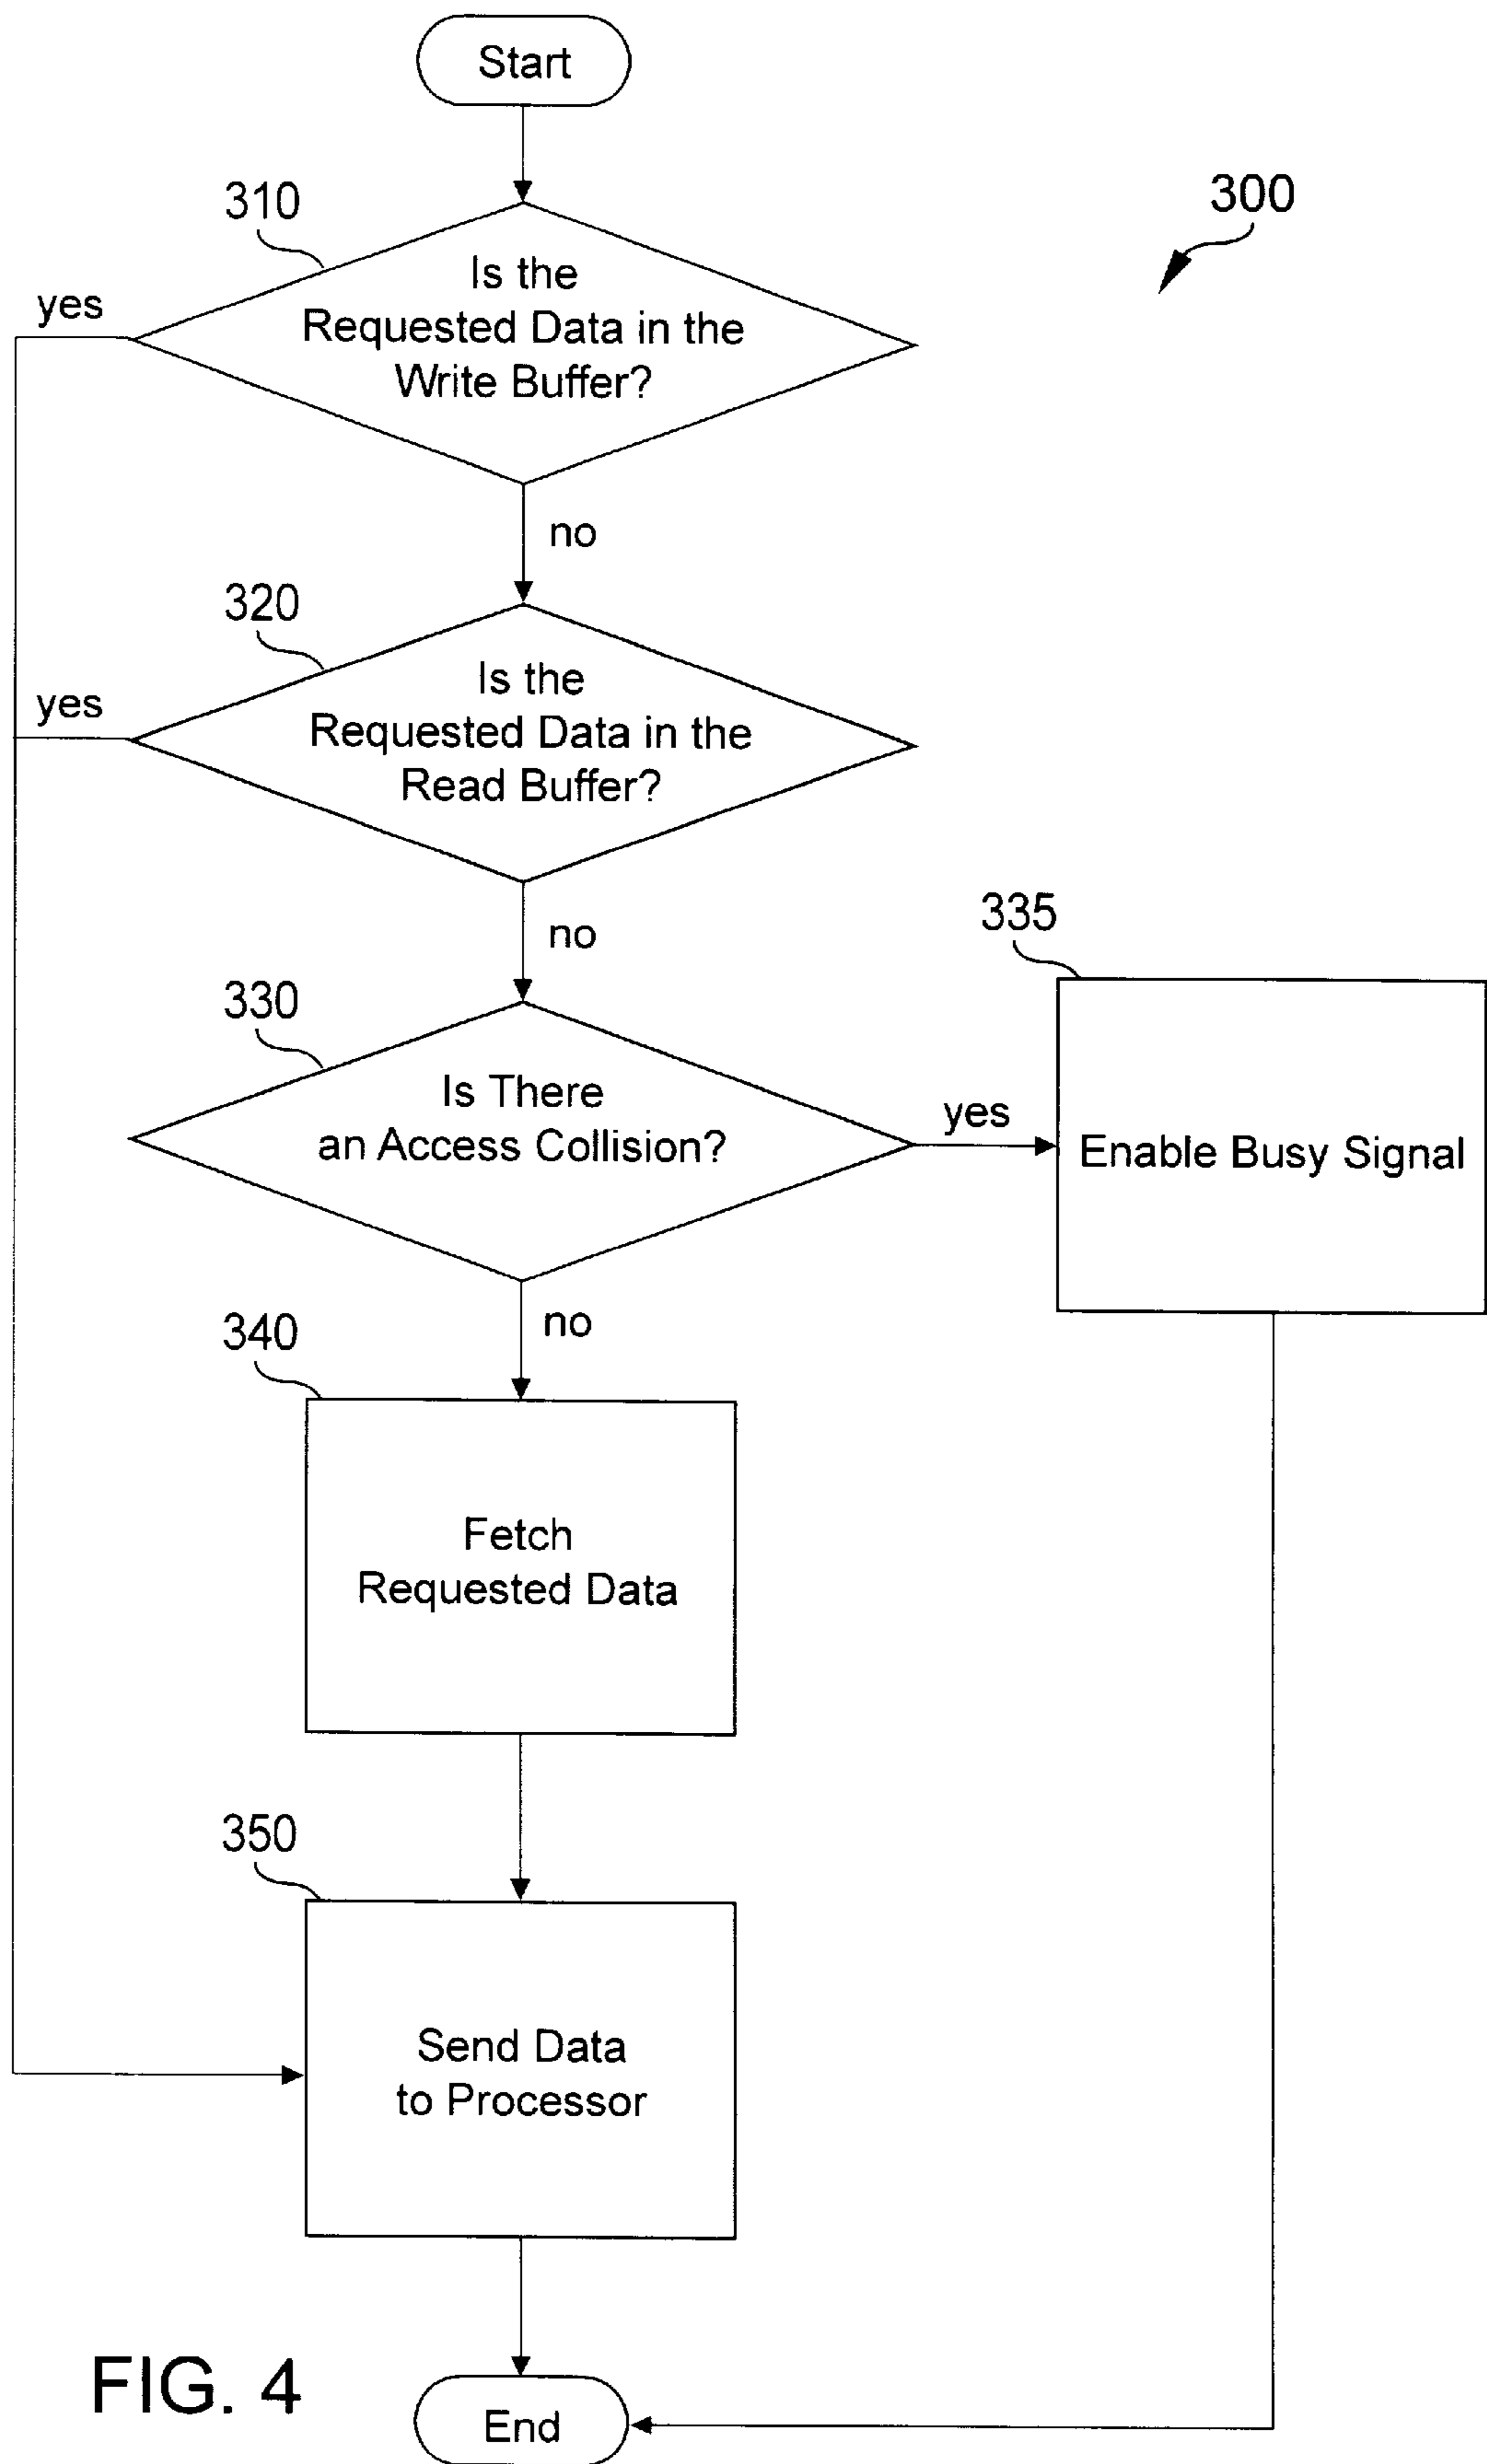 Start
300
310
yes
Is the
Requested Data in the
Write Buffer?
no
320
yes
Is the
Requested Data in the
Read Buffer?
no
335
330
Is There
an Access Collision?
yes
Enable Busy Signal
no
340
Fetch
Requested Data
350
Send Data
to Processor
FIG. 4
End